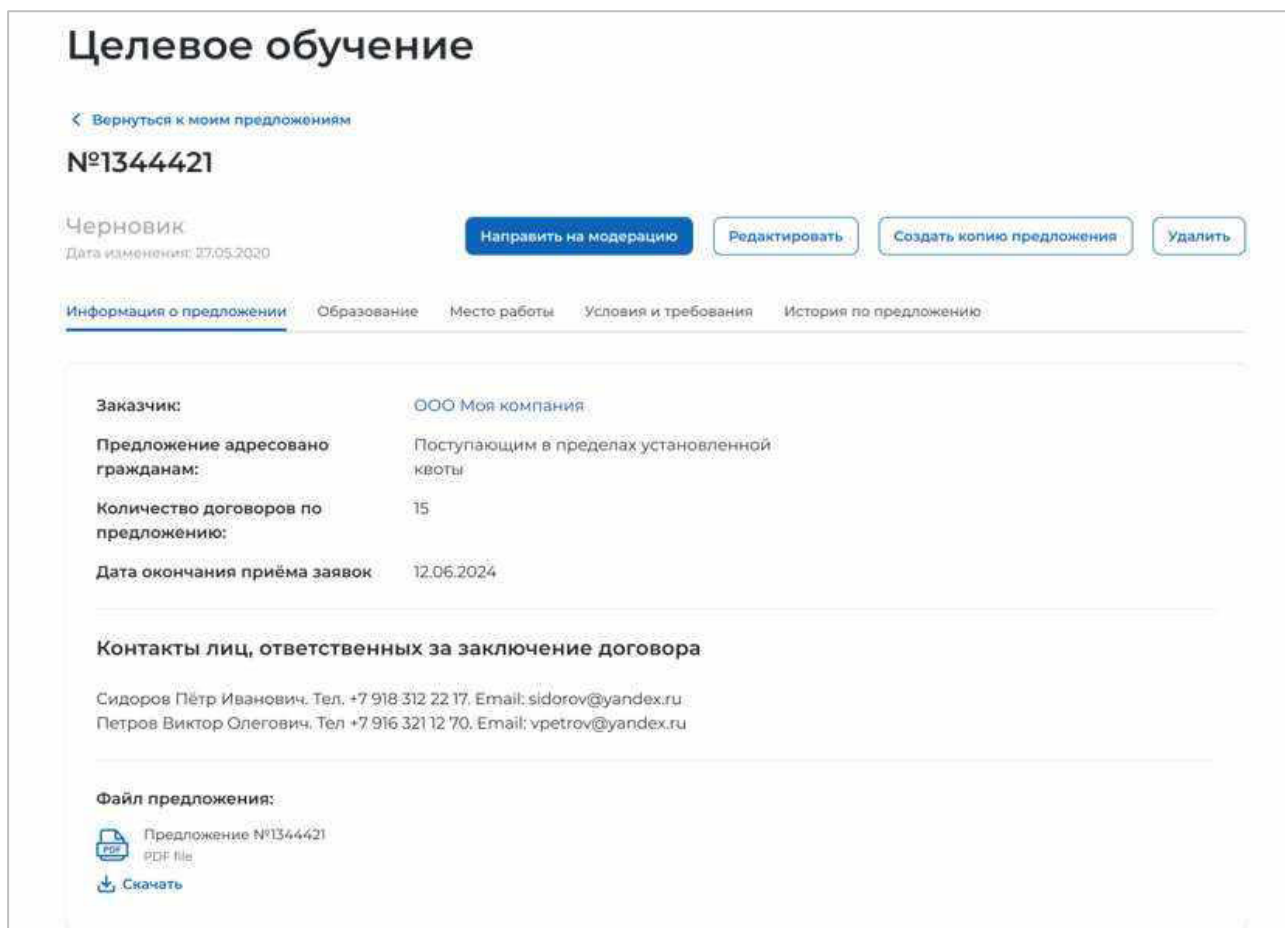 Целевое обучение
Вернуться к моим предложениям
№1344421
Черновик
Дата изменения: 27.05.2020
Направить на модерацию
Редактировать
Создать копию предложения
Удалить
Информация о предложении
Образование
Место работы
Условия и требования
История по предложению
Заказчик:
ООО Моя компания
Предложение адресовано
гражданам:
Поступающим в пределах установленной
квоты
Количество договоров по
предложению:
15
Дата окончания приёма заявок
12.06.2024
Контакты лиц, ответственных за заключение договора
Сидоров Пётр Иванович. Тел. +7 918 312 22 17. Email: sidorov@yandex.ru
Петров Виктор Олегович. Тел +7 916 321 12 70. Email: vpetrov@yandex.ru
Файл предложения:
PDF
Предложение №1344421
PDF file
Скачать